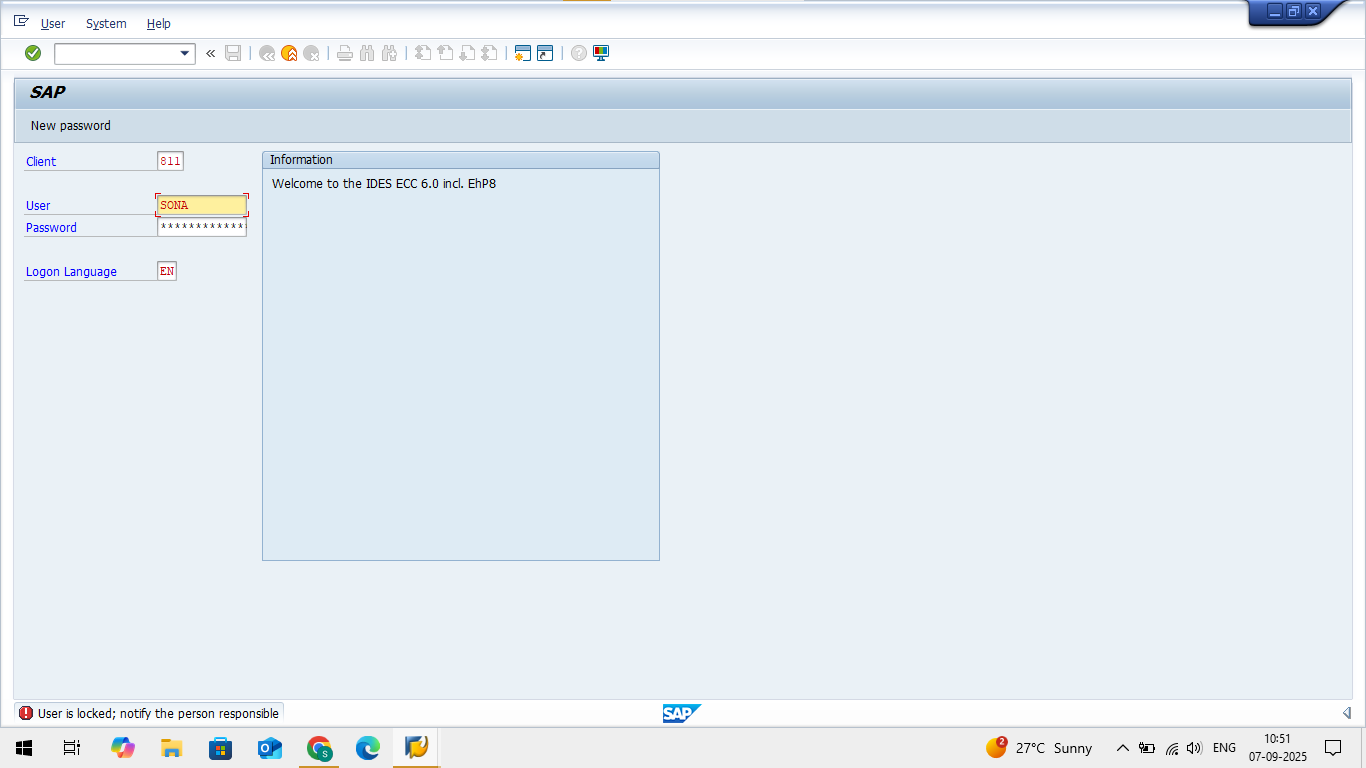 User System Help
SAP
New password
Client 811
Information
Welcome to the IDES ECC 6.0 incl. EhP8
User SONA
Password ************
Logon Language EN
User is locked; notify the person responsible
SAP
2 27°C Sunny ENG 10:51
07-09-2025